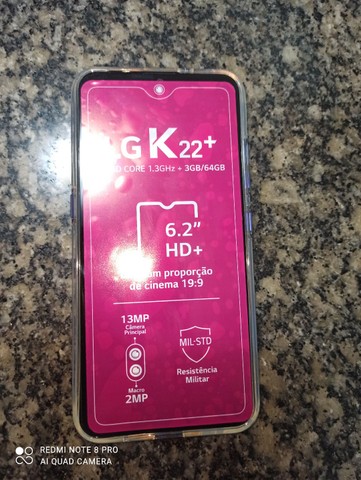 LG K22+
CORE 1.3GHz + 3GB/64GB
6.2”
HD+
proporção
de cinema 19:9
13MP
Câmera
Principal
MIL-STD
Resistência
Militar
Macro
2MP
REDMI NOTE 8 PRO
AI QUAD CAMERA